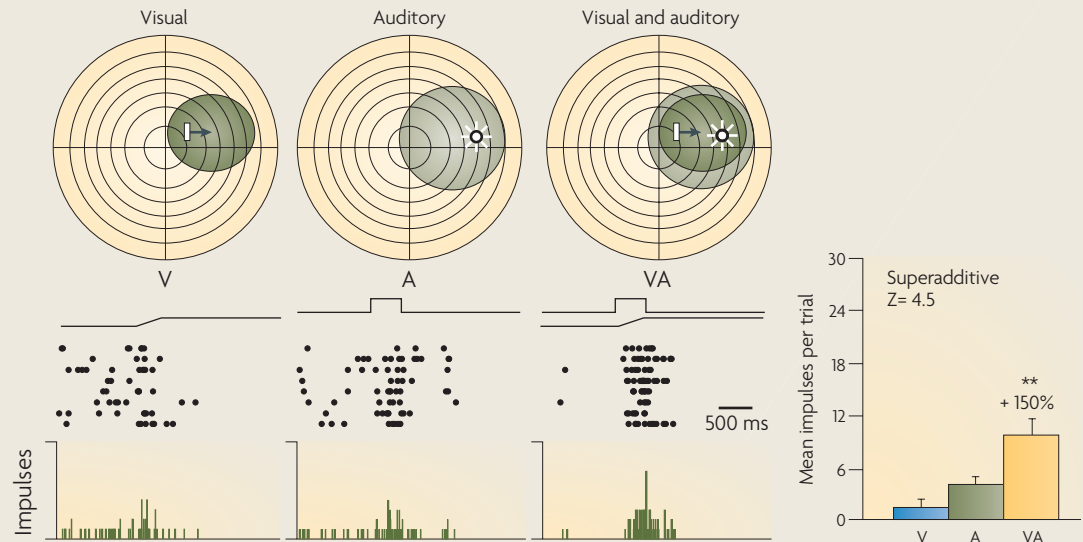 Visual
Auditory
Visual and auditory
V
A
VA
500 ms
Impulses
Mean impulses per trial
30
24
18
12
6
0
Superadditive
Z= 4.5
**
+ 150%
V
A
VA